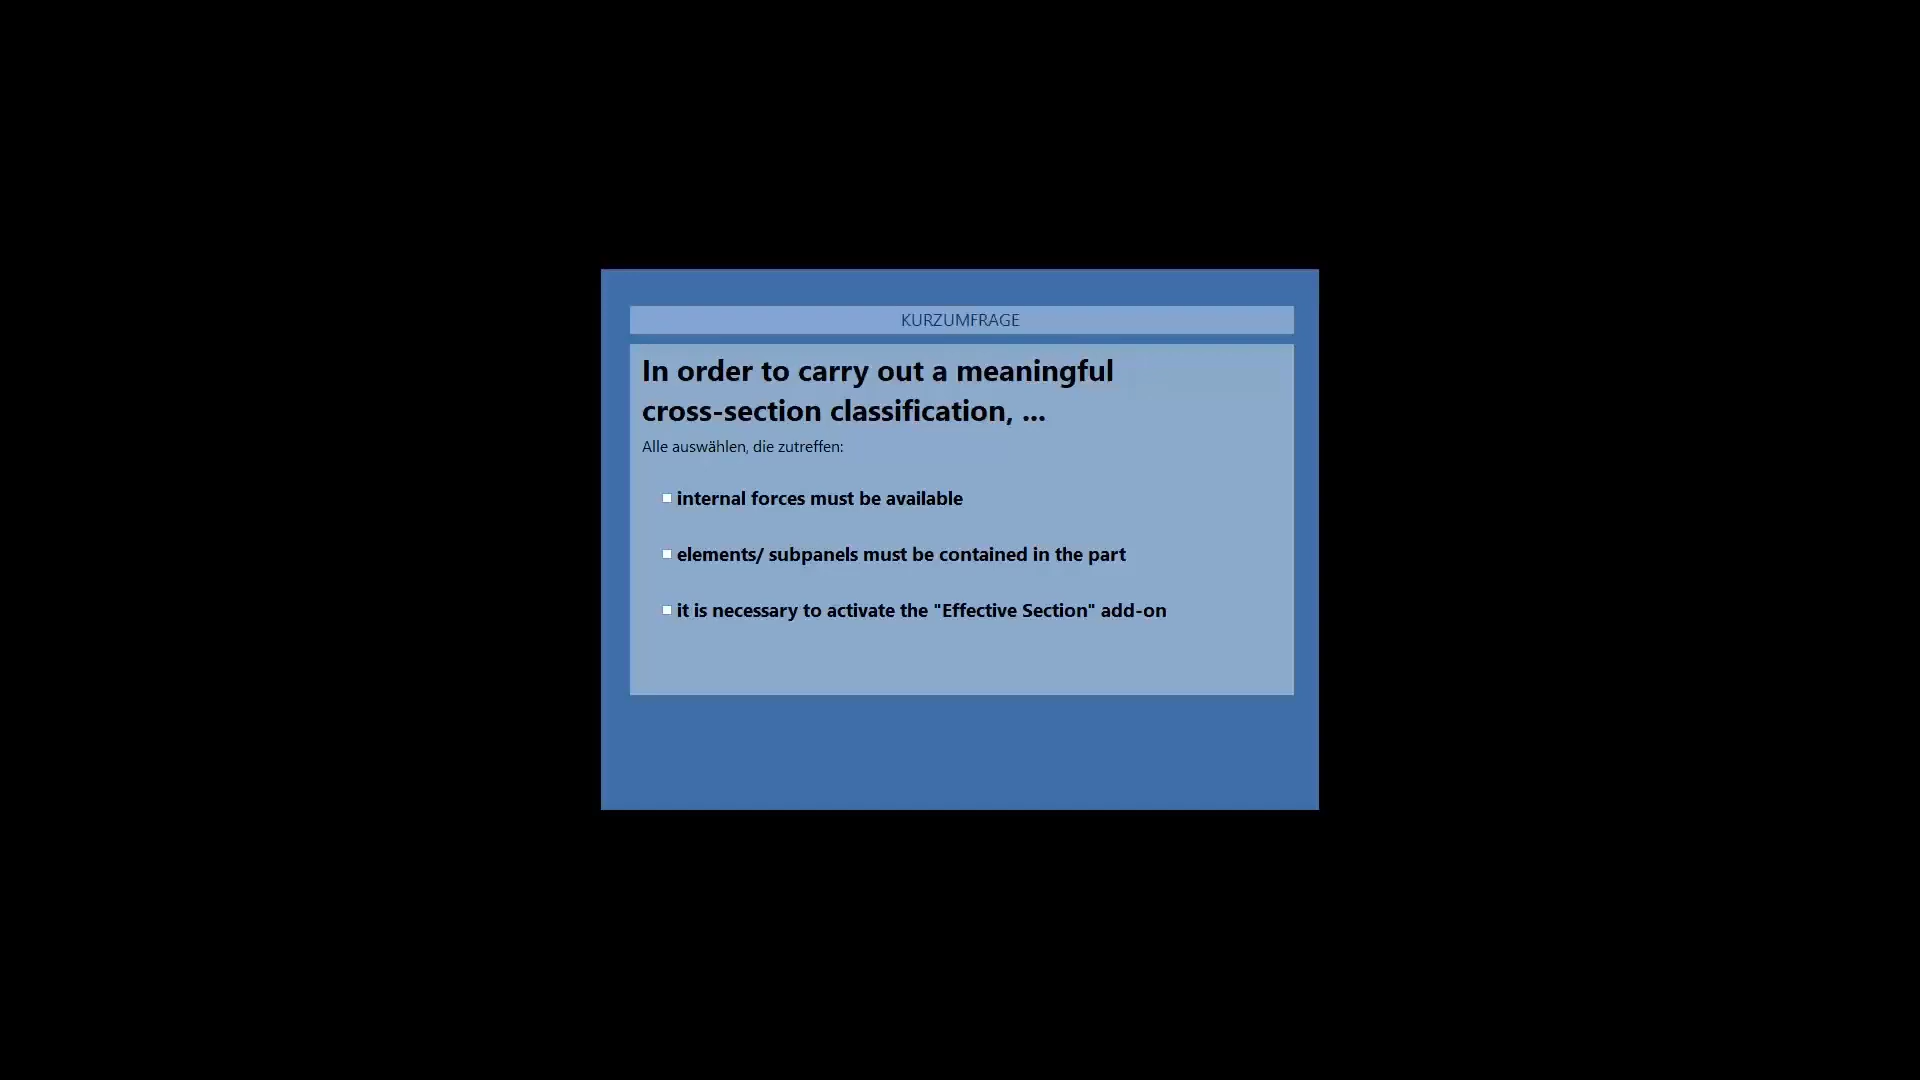 KURZUMFRAGE
In order to carry out a meaningful
cross-section classification, ...
Alle auswählen, die zutreffen:
internal forces must be available
elements/ subpanels must be contained in the part
it is necessary to activate the "Effective Section" add-on